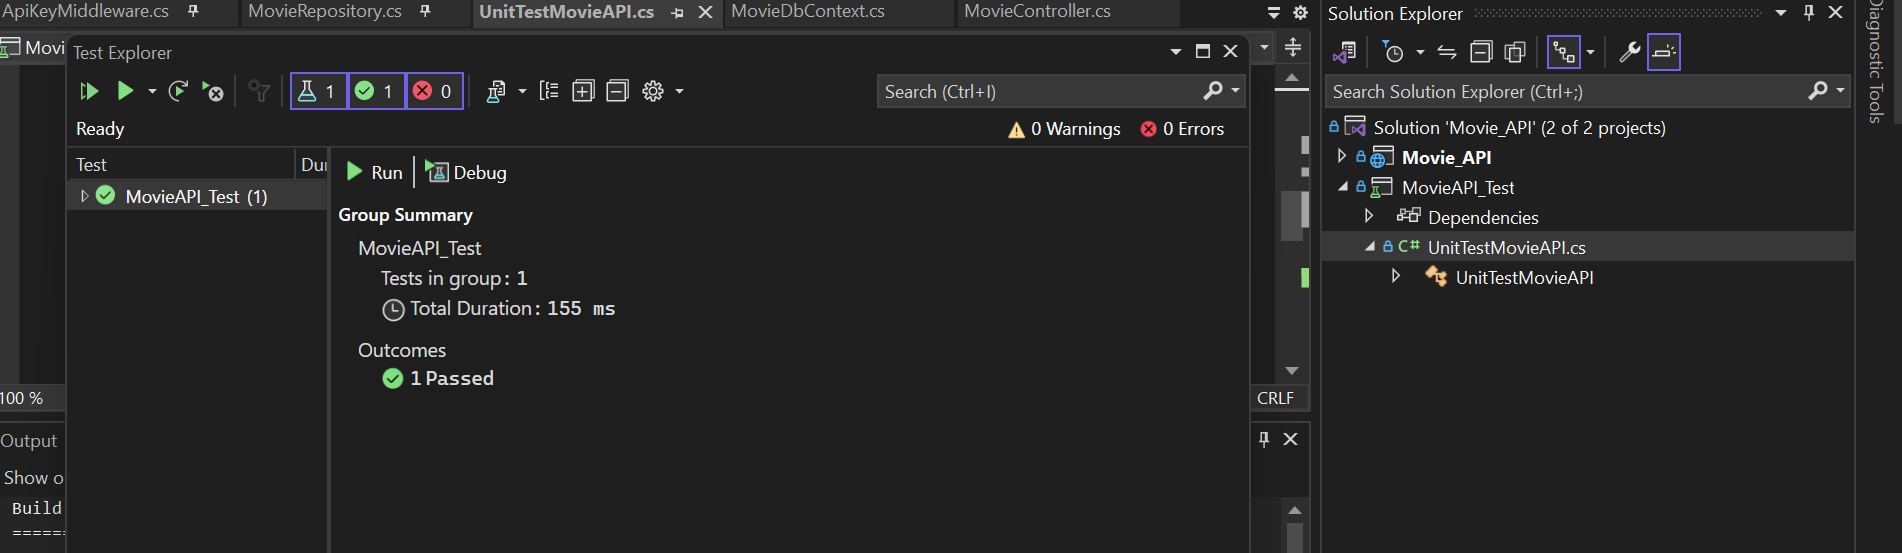 ApiKeyMiddleware.cs
MovieRepository.cs
UnitTestMovieAPI.cs
MovieDbContext.cs
MovieController.cs
Movi
Test Explorer
1 1 0
Search (Ctrl+I)
Ready
0 Warnings 0 Errors
Test Du
MovieAPI_Test (1)
Run Debug
Group Summary
MovieAPI_Test
Tests in group: 1
Total Duration: 155 ms
Outcomes
1 Passed
100 %
CRLF
Output
Show o
Build
======
Solution Explorer
Search Solution Explorer (Ctrl+;)
Solution 'Movie_API' (2 of 2 projects)
Movie_API
MovieAPI_Test
Dependencies
C# UnitTestMovieAPI.cs
UnitTestMovieAPI
Diagnostic Tools